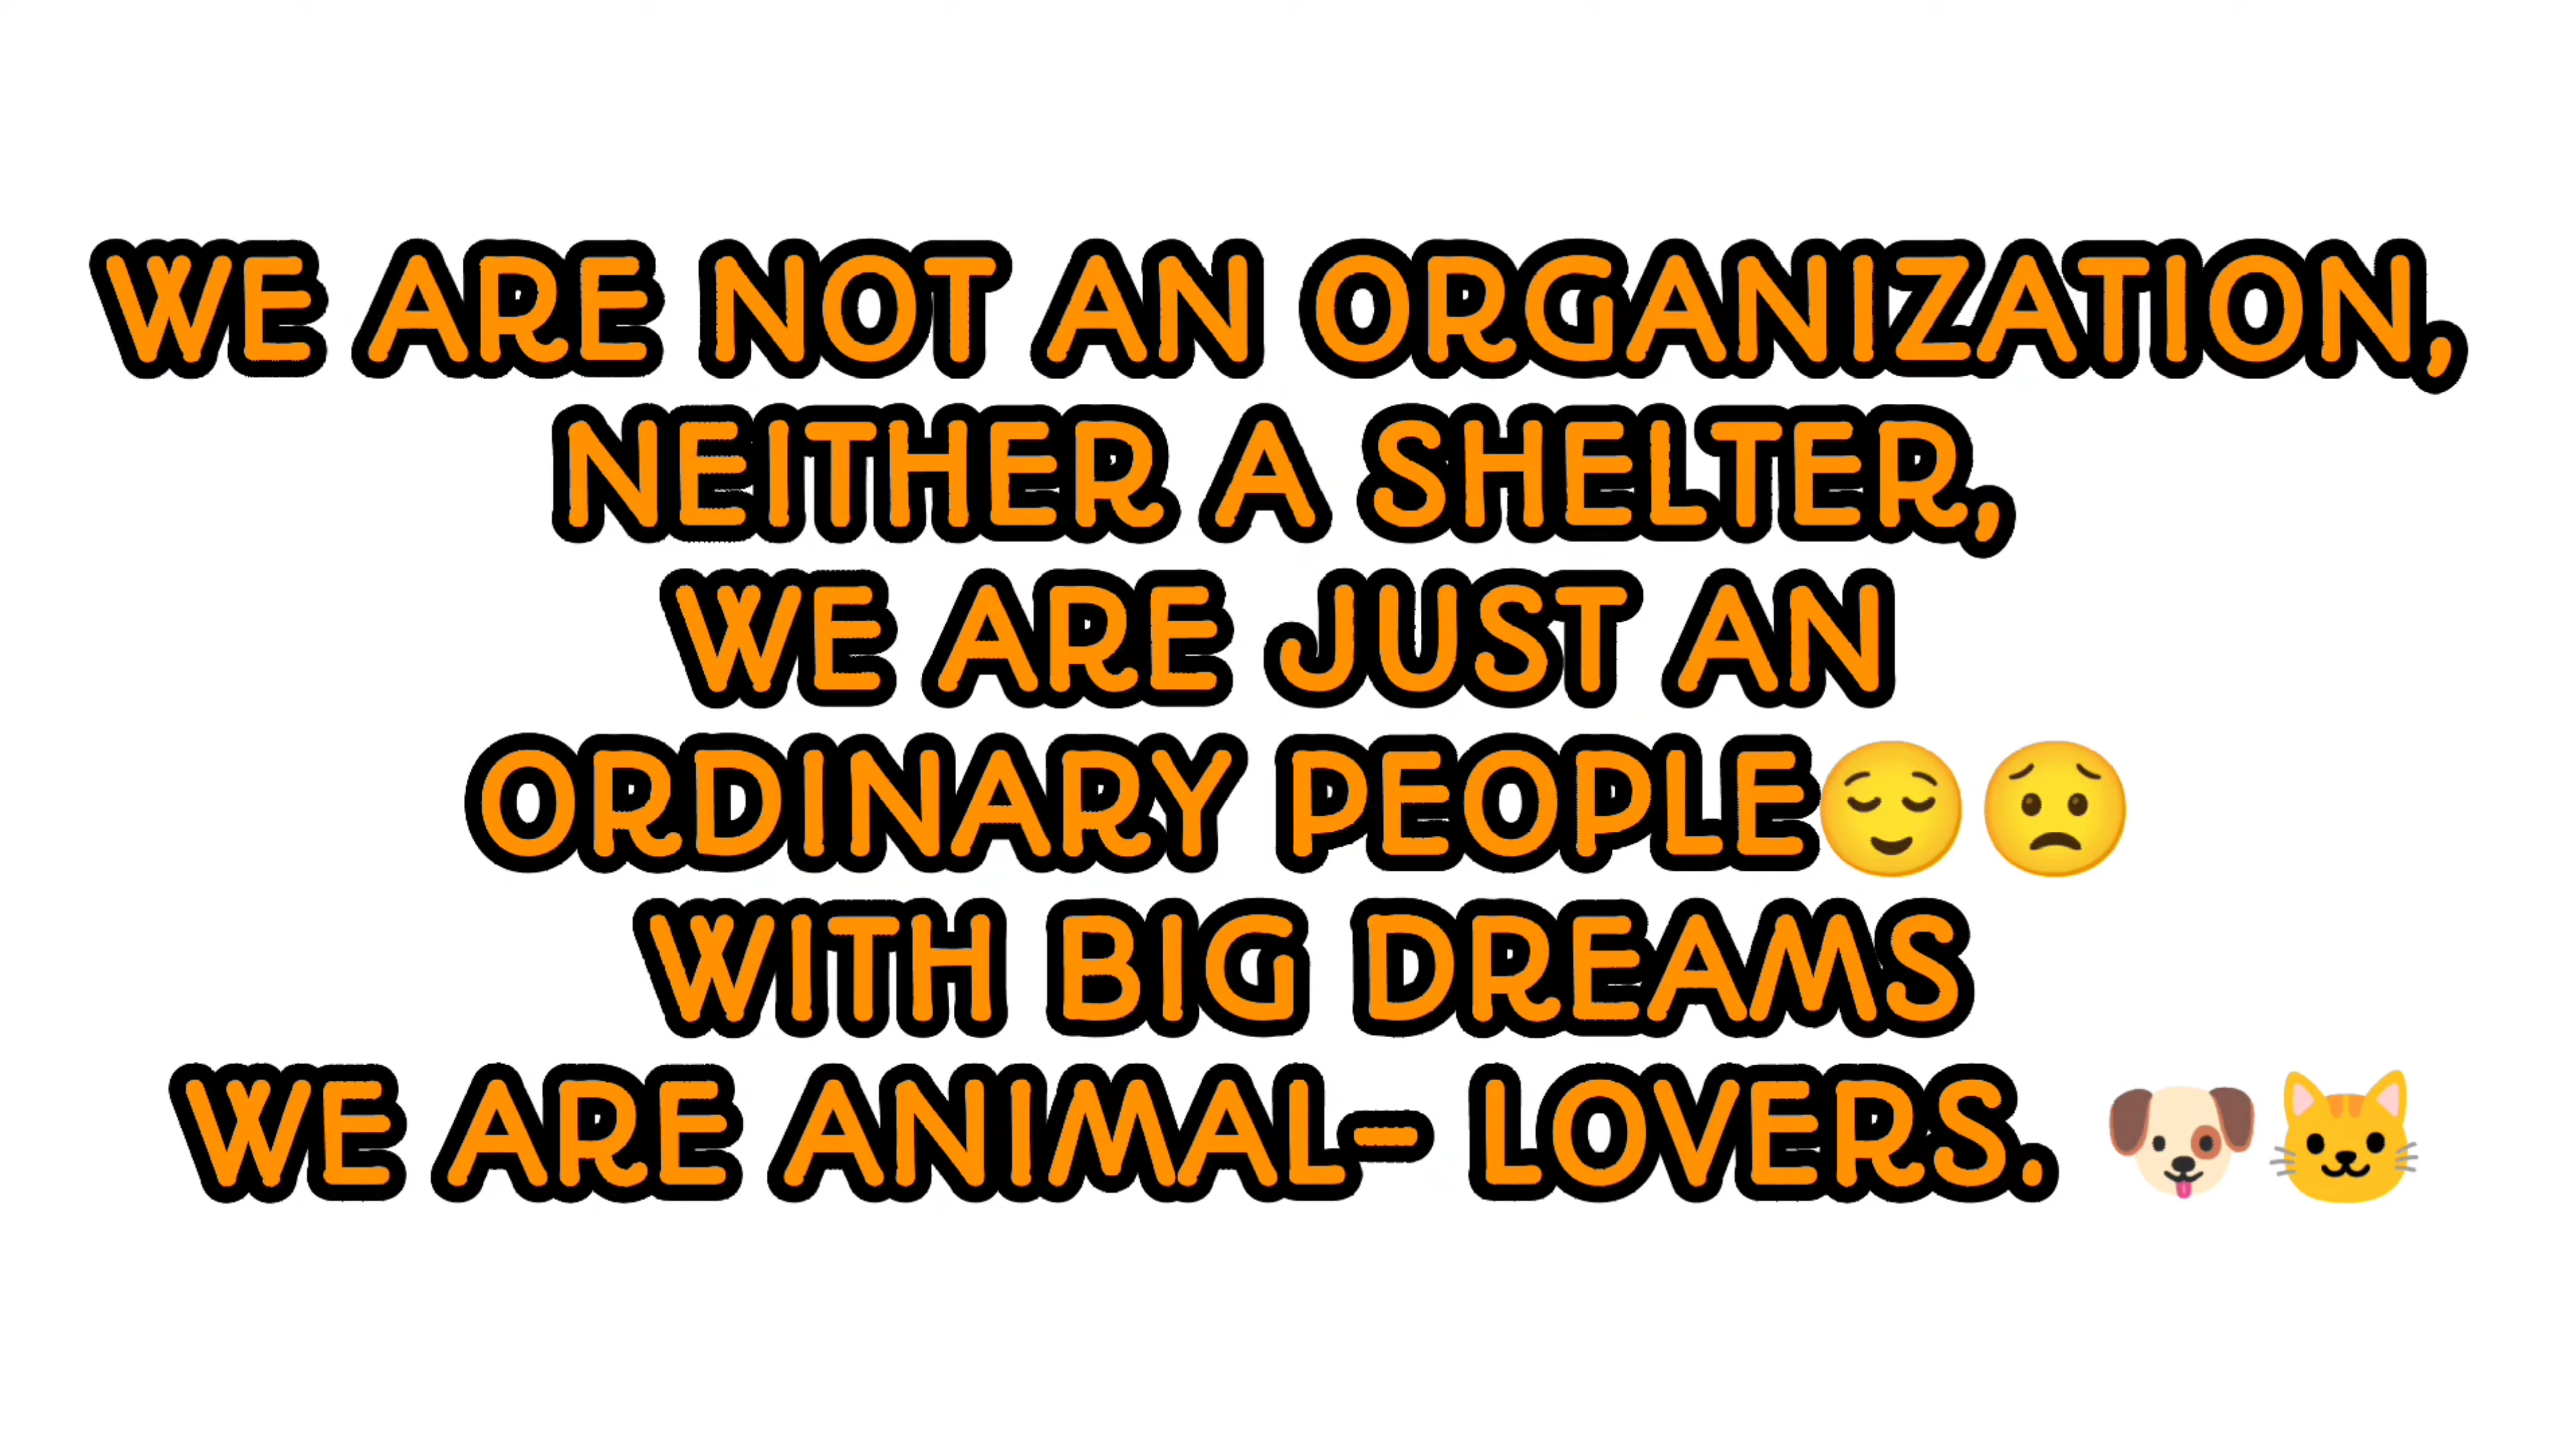 WE ARE NOT AN ORGANIZATION,
NEITHER A SHELTER,
WE ARE JUST AN
ORDINARY PEOPLE😌😟
WITH BIG DREAMS
WE ARE ANIMAL- LOVERS. 🐶🐱